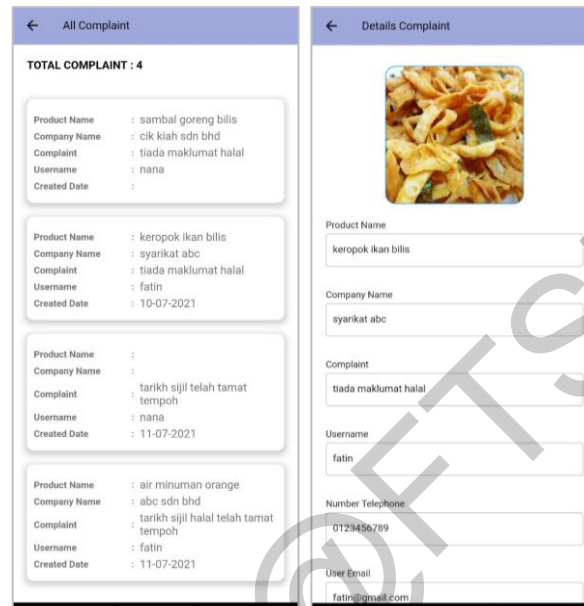 All Complaint
TOTAL COMPLAINT : 4
Product Name : sambal goreng bilis
Company Name : cik kiah sdn bhd
Complaint : tiada maklumat halal
Username : nana
Created Date :
Product Name : keropok ikan bilis
Company Name : syarikat abc
Complaint : tiada maklumat halal
Username : fatin
Created Date : 10-07-2021
Product Name :
Company Name :
Complaint : tarikh sijil telah tamat
tempoh
Username : nana
Created Date : 11-07-2021
Product Name : air minuman orange
Company Name : abc sdn bhd
Complaint : tarikh sijil halal telah tamat
tempoh
Username : fatin
Created Date : 11-07-2021
Details Complaint
Product Name
keropok ikan bilis
Company Name
syarikat abc
Complaint
tiada maklumat halal
Username
fatin
Number Telephone
0123456789
User Email
fatin@gmail.com
@FTS